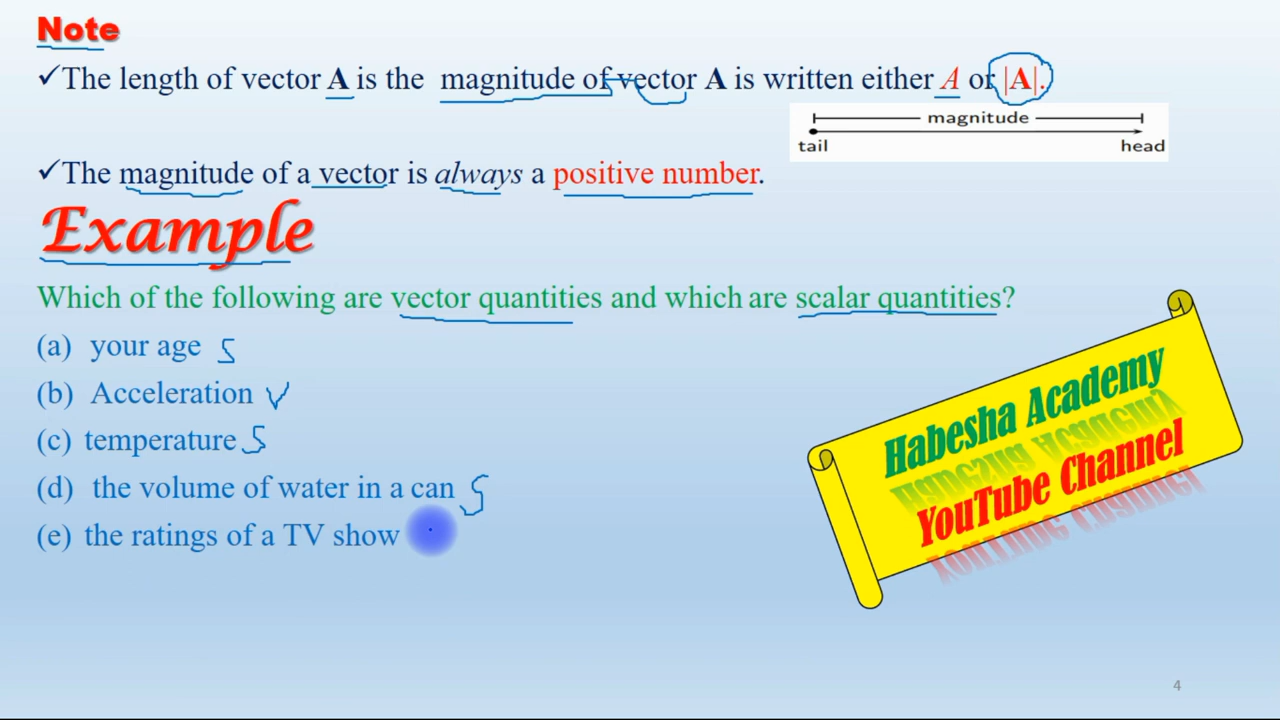 Note
✓The length of vector A is the magnitude of vector A is written either A or |A|.
magnitude
tail head
✓The magnitude of a vector is always a positive number.
Example
Which of the following are vector quantities and which are scalar quantities?
(a) your age S
(b) Acceleration V
(c) temperature S
(d) the volume of water in a can S
(e) the ratings of a TV show
Habesha Academy
YouTube Channel
4